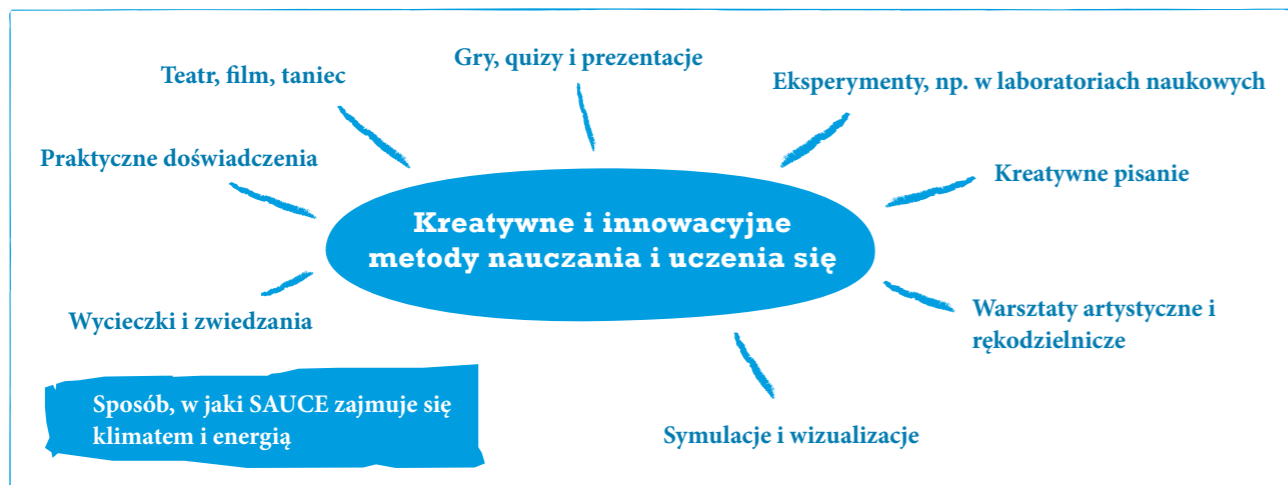 Gry, quizy i prezentacje
Teatr, film, taniec
Eksperymenty, np. w laboratoriach naukowych
Praktyczne doświadczenia
Kreatywne pisanie
Kreatywne i innowacyjne
metody nauczania i uczenia się
Wycieczki i zwiedzania
Warsztaty artystyczne i
rękodzielnicze
Sposób, w jaki SAUCE zajmuje się
klimatem i energią
Symulacje i wizualizacje